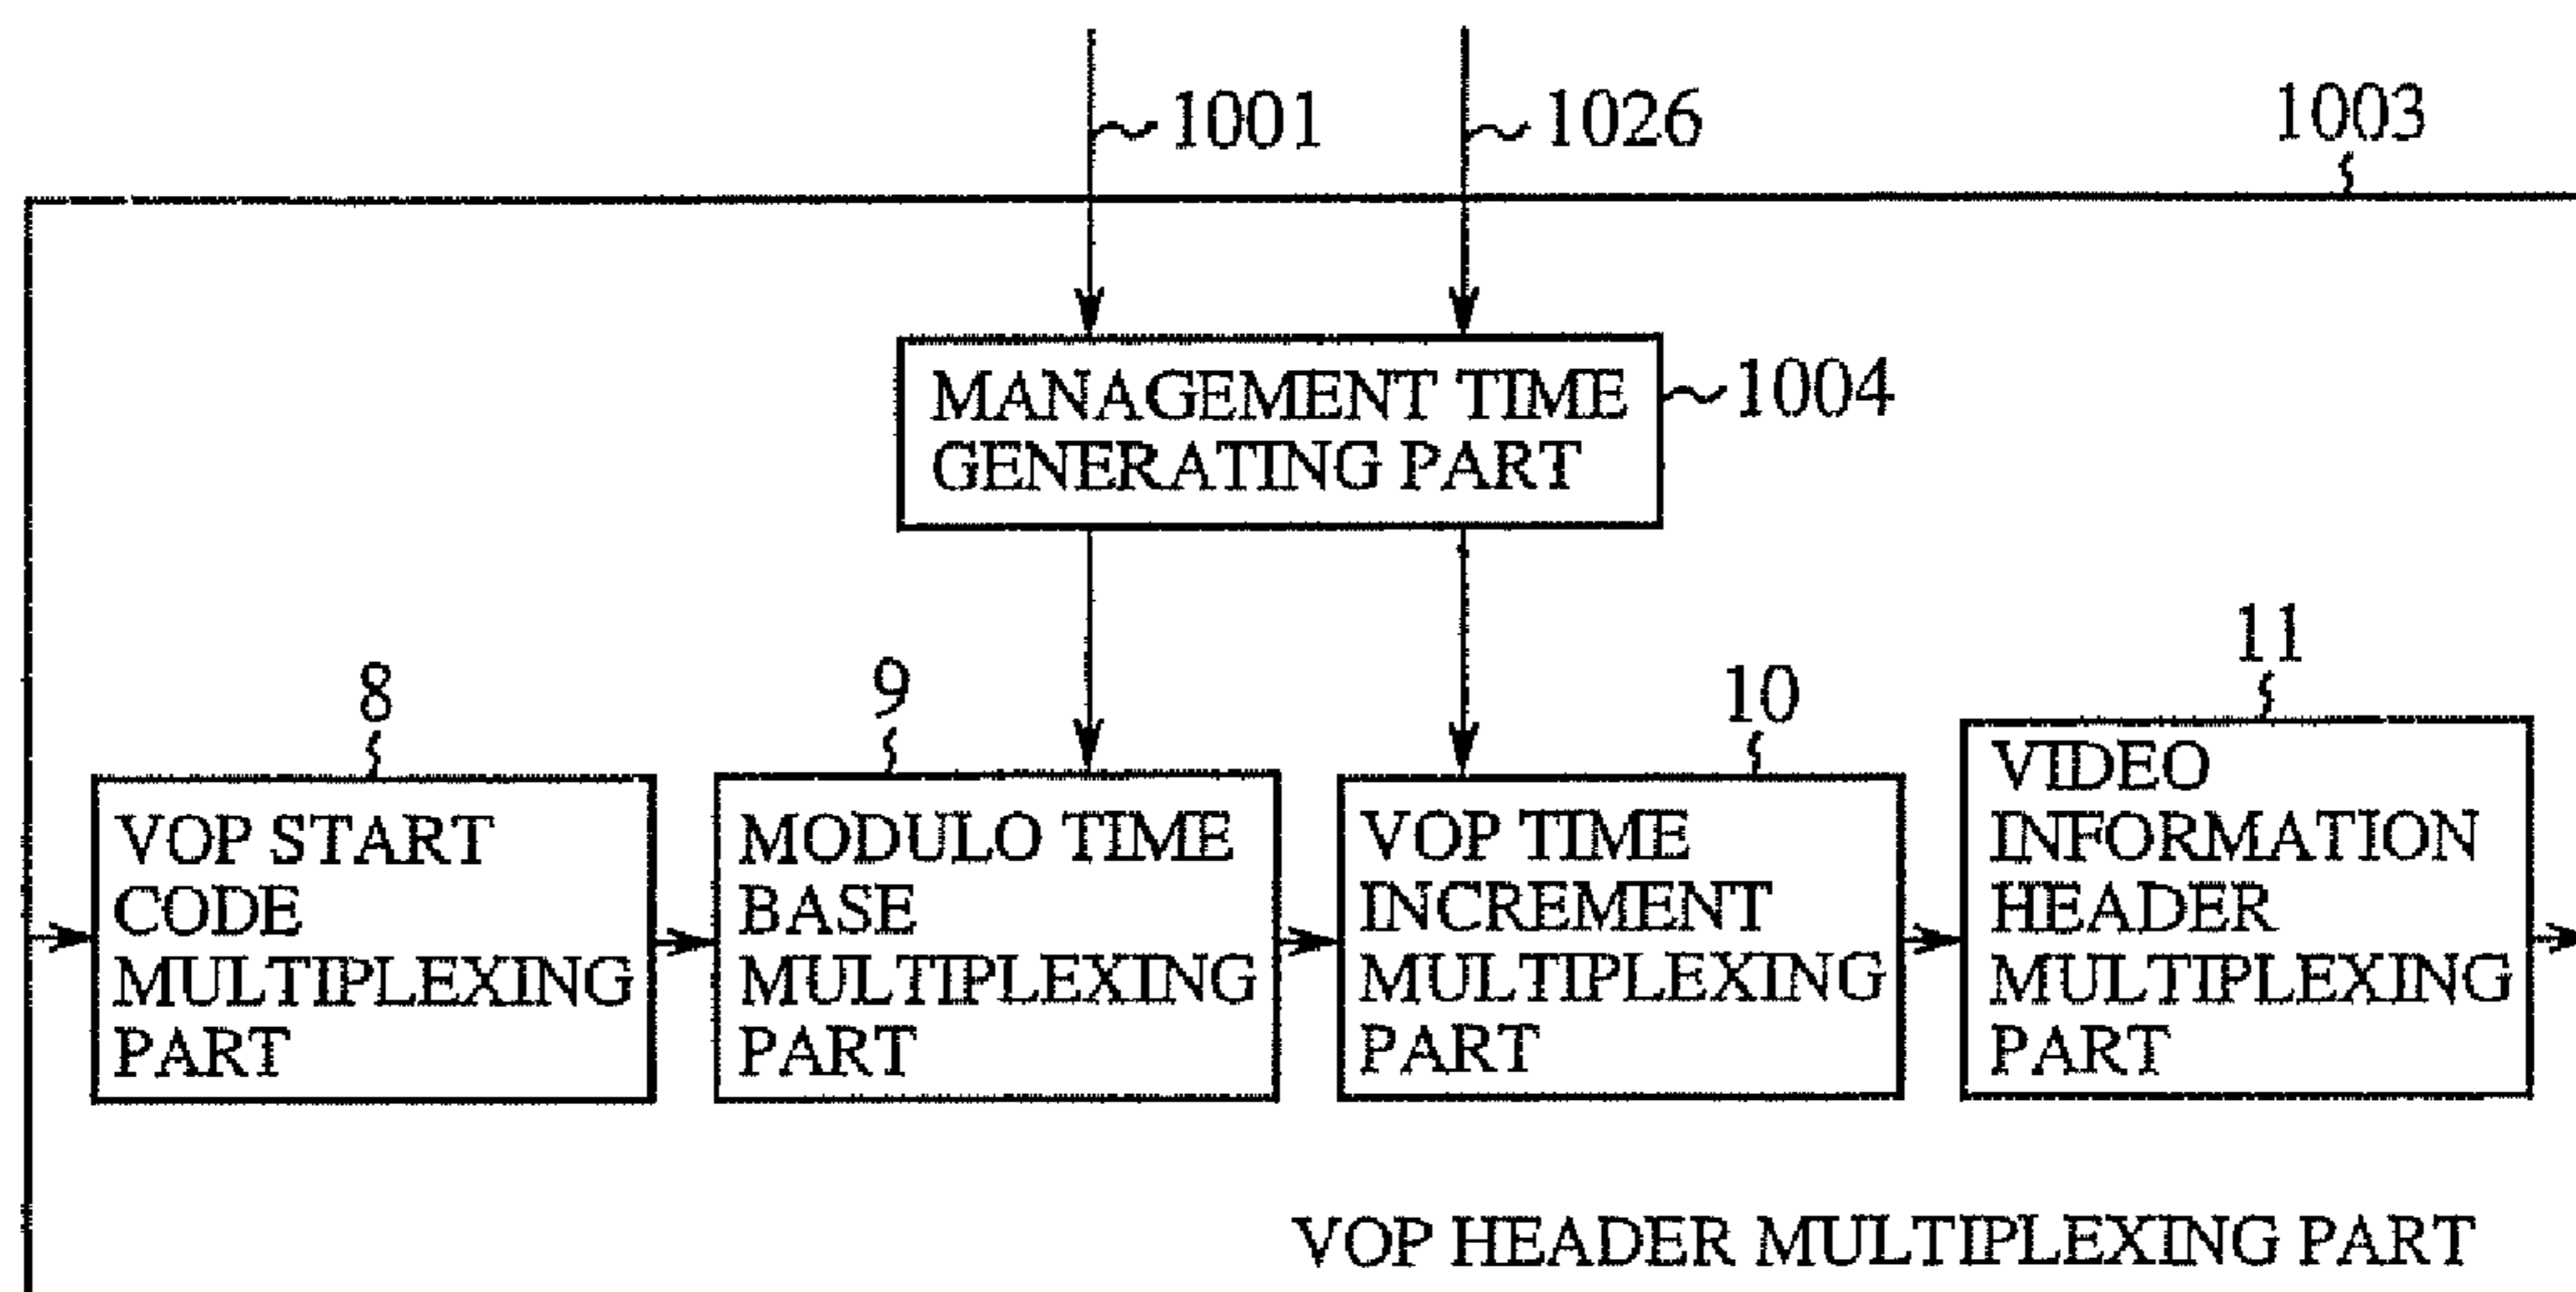 1001
1026
1003
MANAGEMENT TIME
GENERATING PART
1004
8
9
10
11
VOP START
CODE
MULTIPLEXING
PART
MODULO TIME
BASE
MULTIPLEXING
PART
VOP TIME
INCREMENT
MULTIPLEXING
PART
VIDEO
INFORMATION
HEADER
MULTIPLEXING
PART
VOP HEADER MULTIPLEXING PART